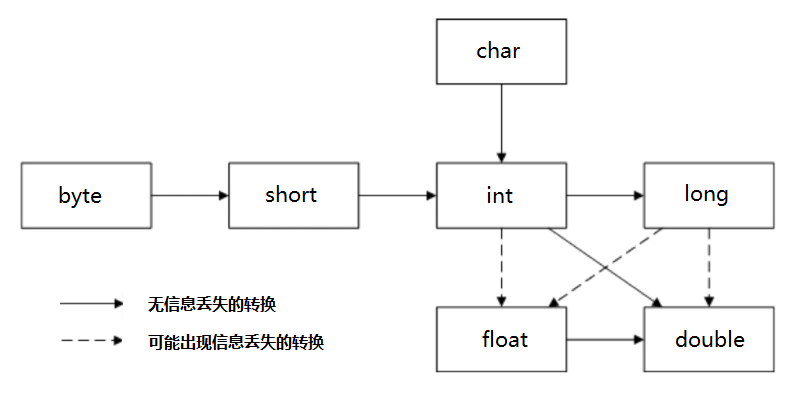 char
byte
short
int
long
无信息丢失的转换
float
double
可能出现信息丢失的转换